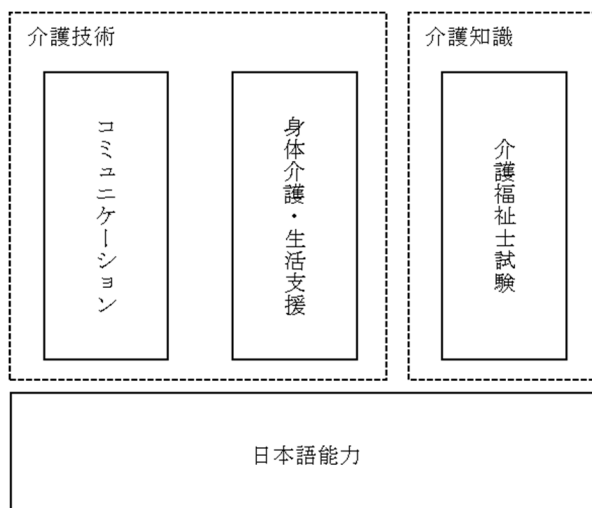 介護技術
コミュニケーション
身体介護・生活支援
介護知識
介護福祉士試験
日本語能力